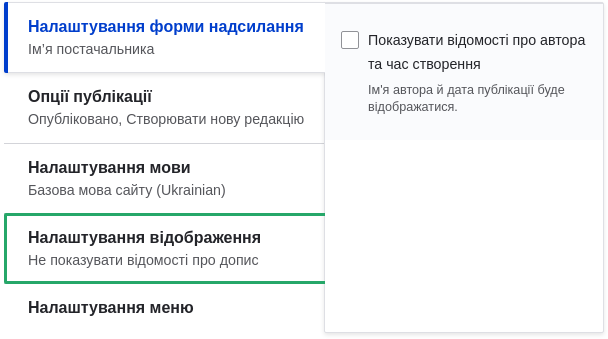 Налаштування форми надсилання
Ім'я постачальника
Опції публікації
Опубліковано, Створювати нову редакцію
Налаштування мови
Базова мова сайту (Ukrainian)
Налаштування відображення
Не показувати відомості про допис
Налаштування меню
Показувати відомості про автора
та час створення
Ім'я автора й дата публікації буде
відображатися.